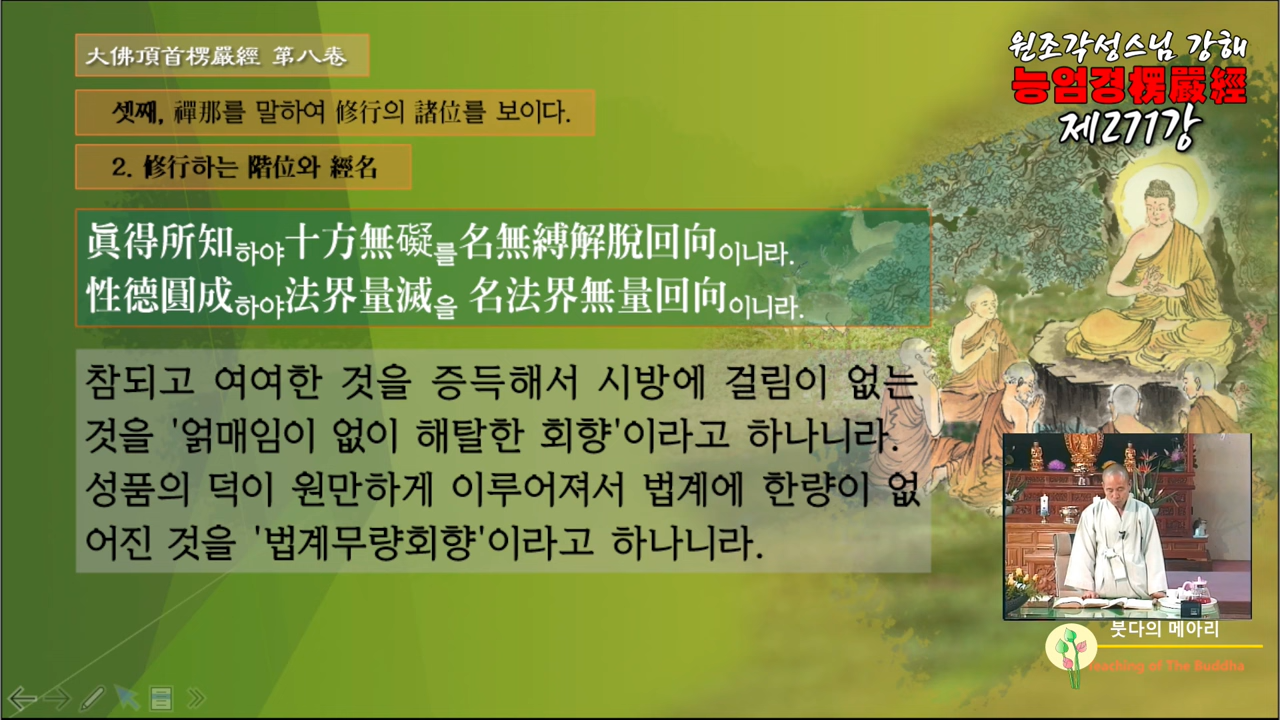 大佛頂首楞嚴經 第八卷
셋째, 禪那를 말하여 修行의 諸位를 보이다.
2. 修行하는 階位와 經名
眞得所知하야十方無礙를名無縛解脫回向이니라.
性德圓成하야法界量滅을 名法界無量回向이니라.
참되고 여여한 것을 증득해서 시방에 걸림이 없는
것을 '얽매임이 없이 해탈한 회향'이라고 하나니라.
성품의 덕이 원만하게 이루어져서 법계에 한량이 없
어진 것을 '법계무량회향'이라고 하나니라.
원조각성스님 강해
능엄경楞嚴經
제271강
붓다의 메아리
Teaching of The Buddha